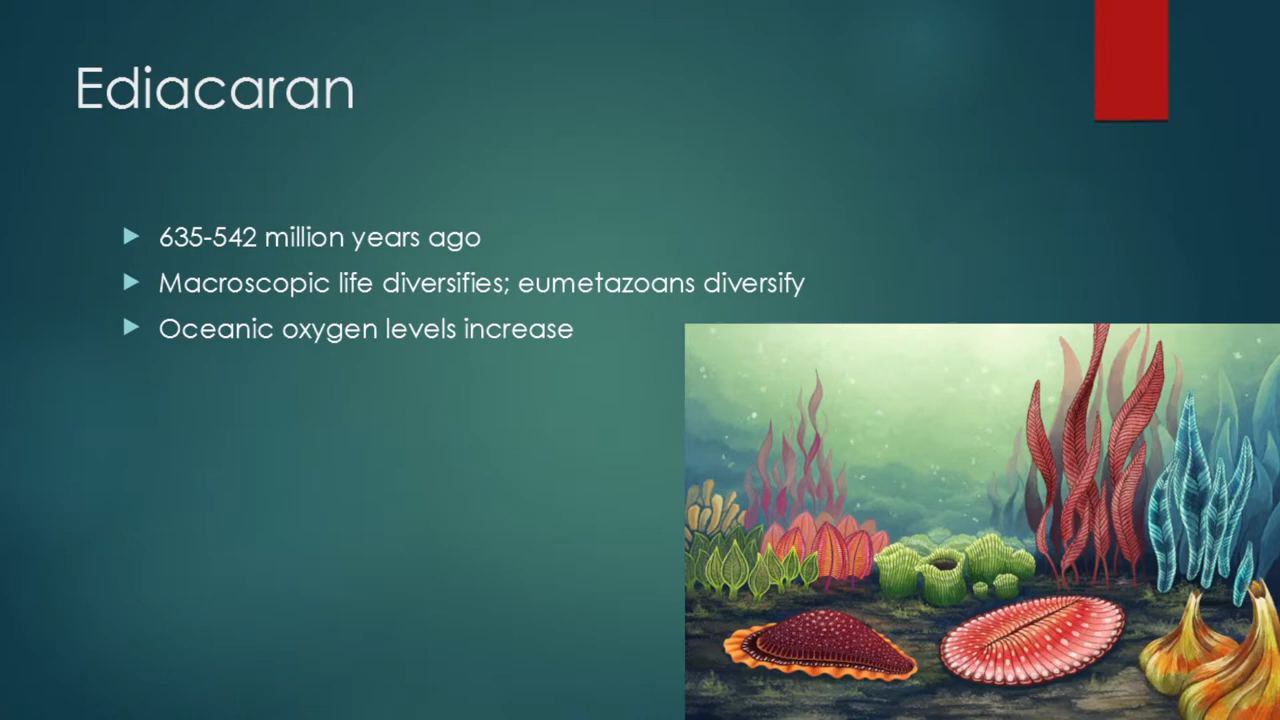 Ediacaran
635-542 million years ago
Macroscopic life diversifies; eumetazoans diversify
Oceanic oxygen levels increase